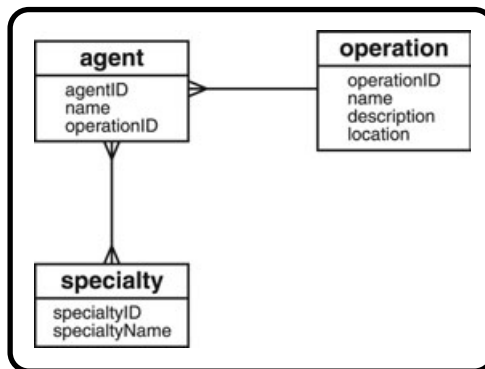 agent
agentID
name
operationID
operation
operationID
name
description
location
specialty
specialtyID
specialtyName